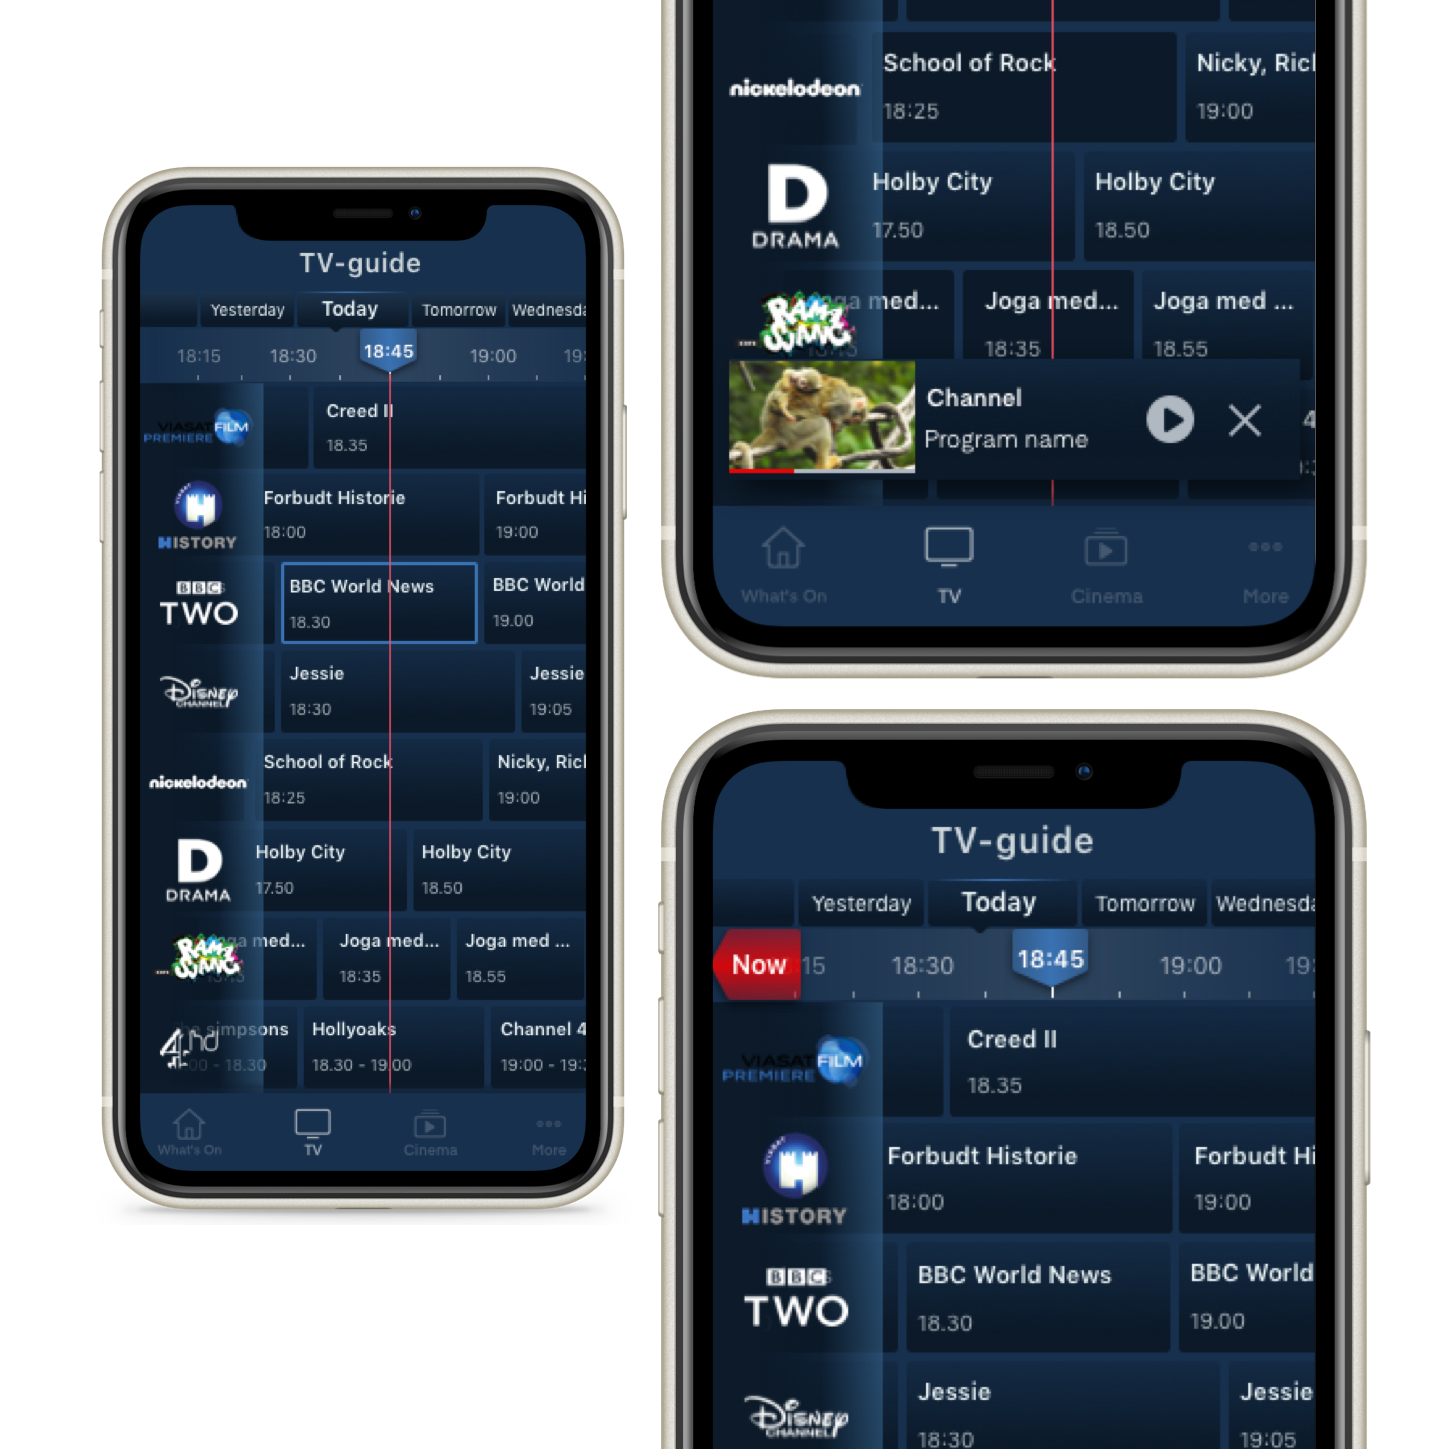 TV-guide
Yesterday Today Tomorrow Wednesda
18:15 18:30 18:45 19:00 19:
VIASAT FILM
PREMIERE
Creed II
18.35
VIASAT
HISTORY
Forbudt Historie Forbudt Hi
18:00 19:00
BBC
TWO
BBC World News BBC World
18.30 19.00
Disney
CHANNEL
Jessie Jessie
18:30 19:05
nickelodeon
School of Rock Nicky, Ricl
18:25 19:00
D
DRAMA
Holby City Holby City
17.50 18.50
RAMASJANG
med... Joga med... Joga med ...
18:35 18.55
4hd
simpsons Hollyoaks Channel 4
:00 - 18.30 18.30 - 19.00 19:00 - 19:
What's On TV Cinema More
nickelodeon
School of Rock Nicky, Ricl
18:25 19:00
D
DRAMA
Holby City Holby City
17.50 18.50
RAMASJANG
med... Joga med... Joga med ...
18:35 18.55
Channel
Program name
4
What's On TV Cinema More
TV-guide
Yesterday Today Tomorrow Wednesda
Now 15 18:30 18:45 19:00 19:
VIASAT FILM
PREMIERE
Creed II
18.35
VIASAT
HISTORY
Forbudt Historie Forbudt Hi
18:00 19:00
BBC
TWO
BBC World News BBC World
18.30 19.00
Disney
CHANNEL
Jessie Jessie
18:30 19:05